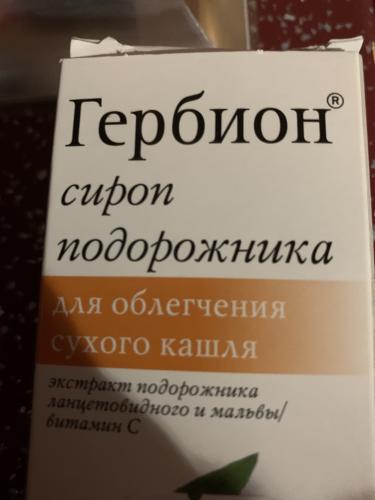 Гербион®
сироп
подорожника
для облегчения
сухого кашля
экстракт подорожника
ланцетовидного и мальвы/
витамин С